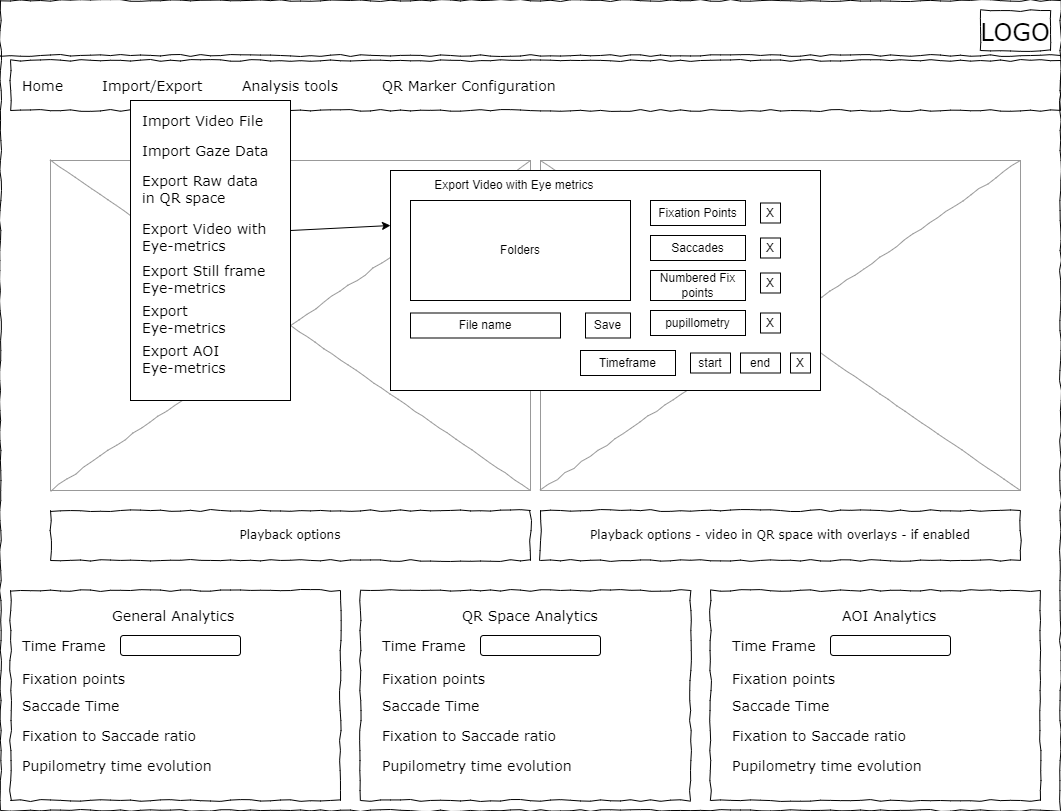 LOGO
Home
Import/Export
Analysis tools
QR Marker Configuration
Import Video File
Import Gaze Data
Export Raw data
in QR space
Export Video with
Eye-metrics
Export Still frame
Eye-metrics
Export
Eye-metrics
Export AOI
Eye-metrics
Export Video with Eye metrics
Folders
File name
Save
Fixation Points
X
Saccades
X
Numbered Fix
points
X
pupillometry
X
Timeframe
start
end
X
Playback options
Playback options - video in QR space with overlays - if enabled
General Analytics
Time Frame
Fixation points
Saccade Time
Fixation to Saccade ratio
Pupilometry time evolution
QR Space Analytics
Time Frame
Fixation points
Saccade Time
Fixation to Saccade ratio
Pupilometry time evolution
AOI Analytics
Time Frame
Fixation points
Saccade Time
Fixation to Saccade ratio
Pupilometry time evolution